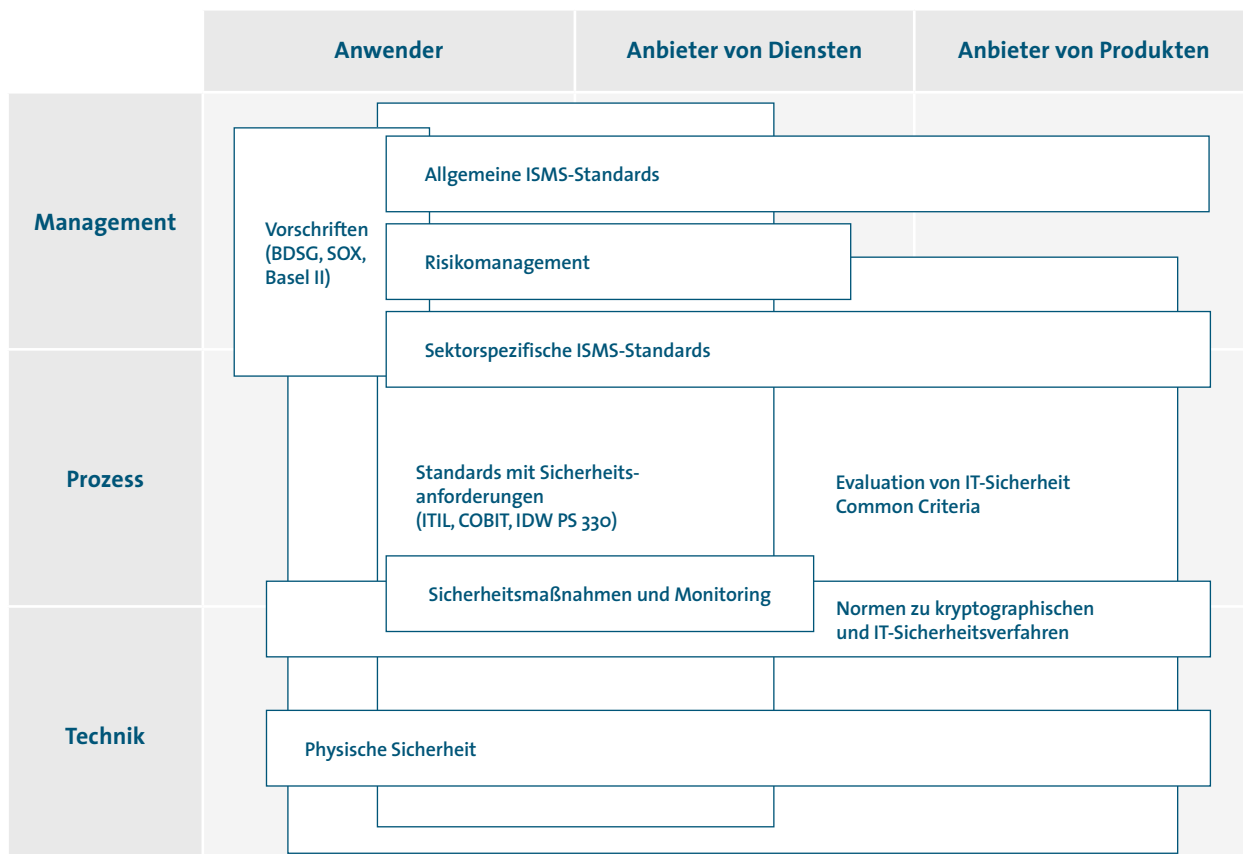 Anwender
Anbieter von Diensten
Anbieter von Produkten
Management
Allgemeine ISMS-Standards
Vorschriften
(BDSG, SOX,
Basel II)
Risikomanagement
Sektorspezifische ISMS-Standards
Prozess
Standards mit Sicherheits-
anforderungen
(ITIL, COBIT, IDW PS 330)
Evaluation von IT-Sicherheit
Common Criteria
Sicherheitsmaßnahmen und Monitoring
Normen zu kryptographischen
und IT-Sicherheitsverfahren
Technik
Physische Sicherheit